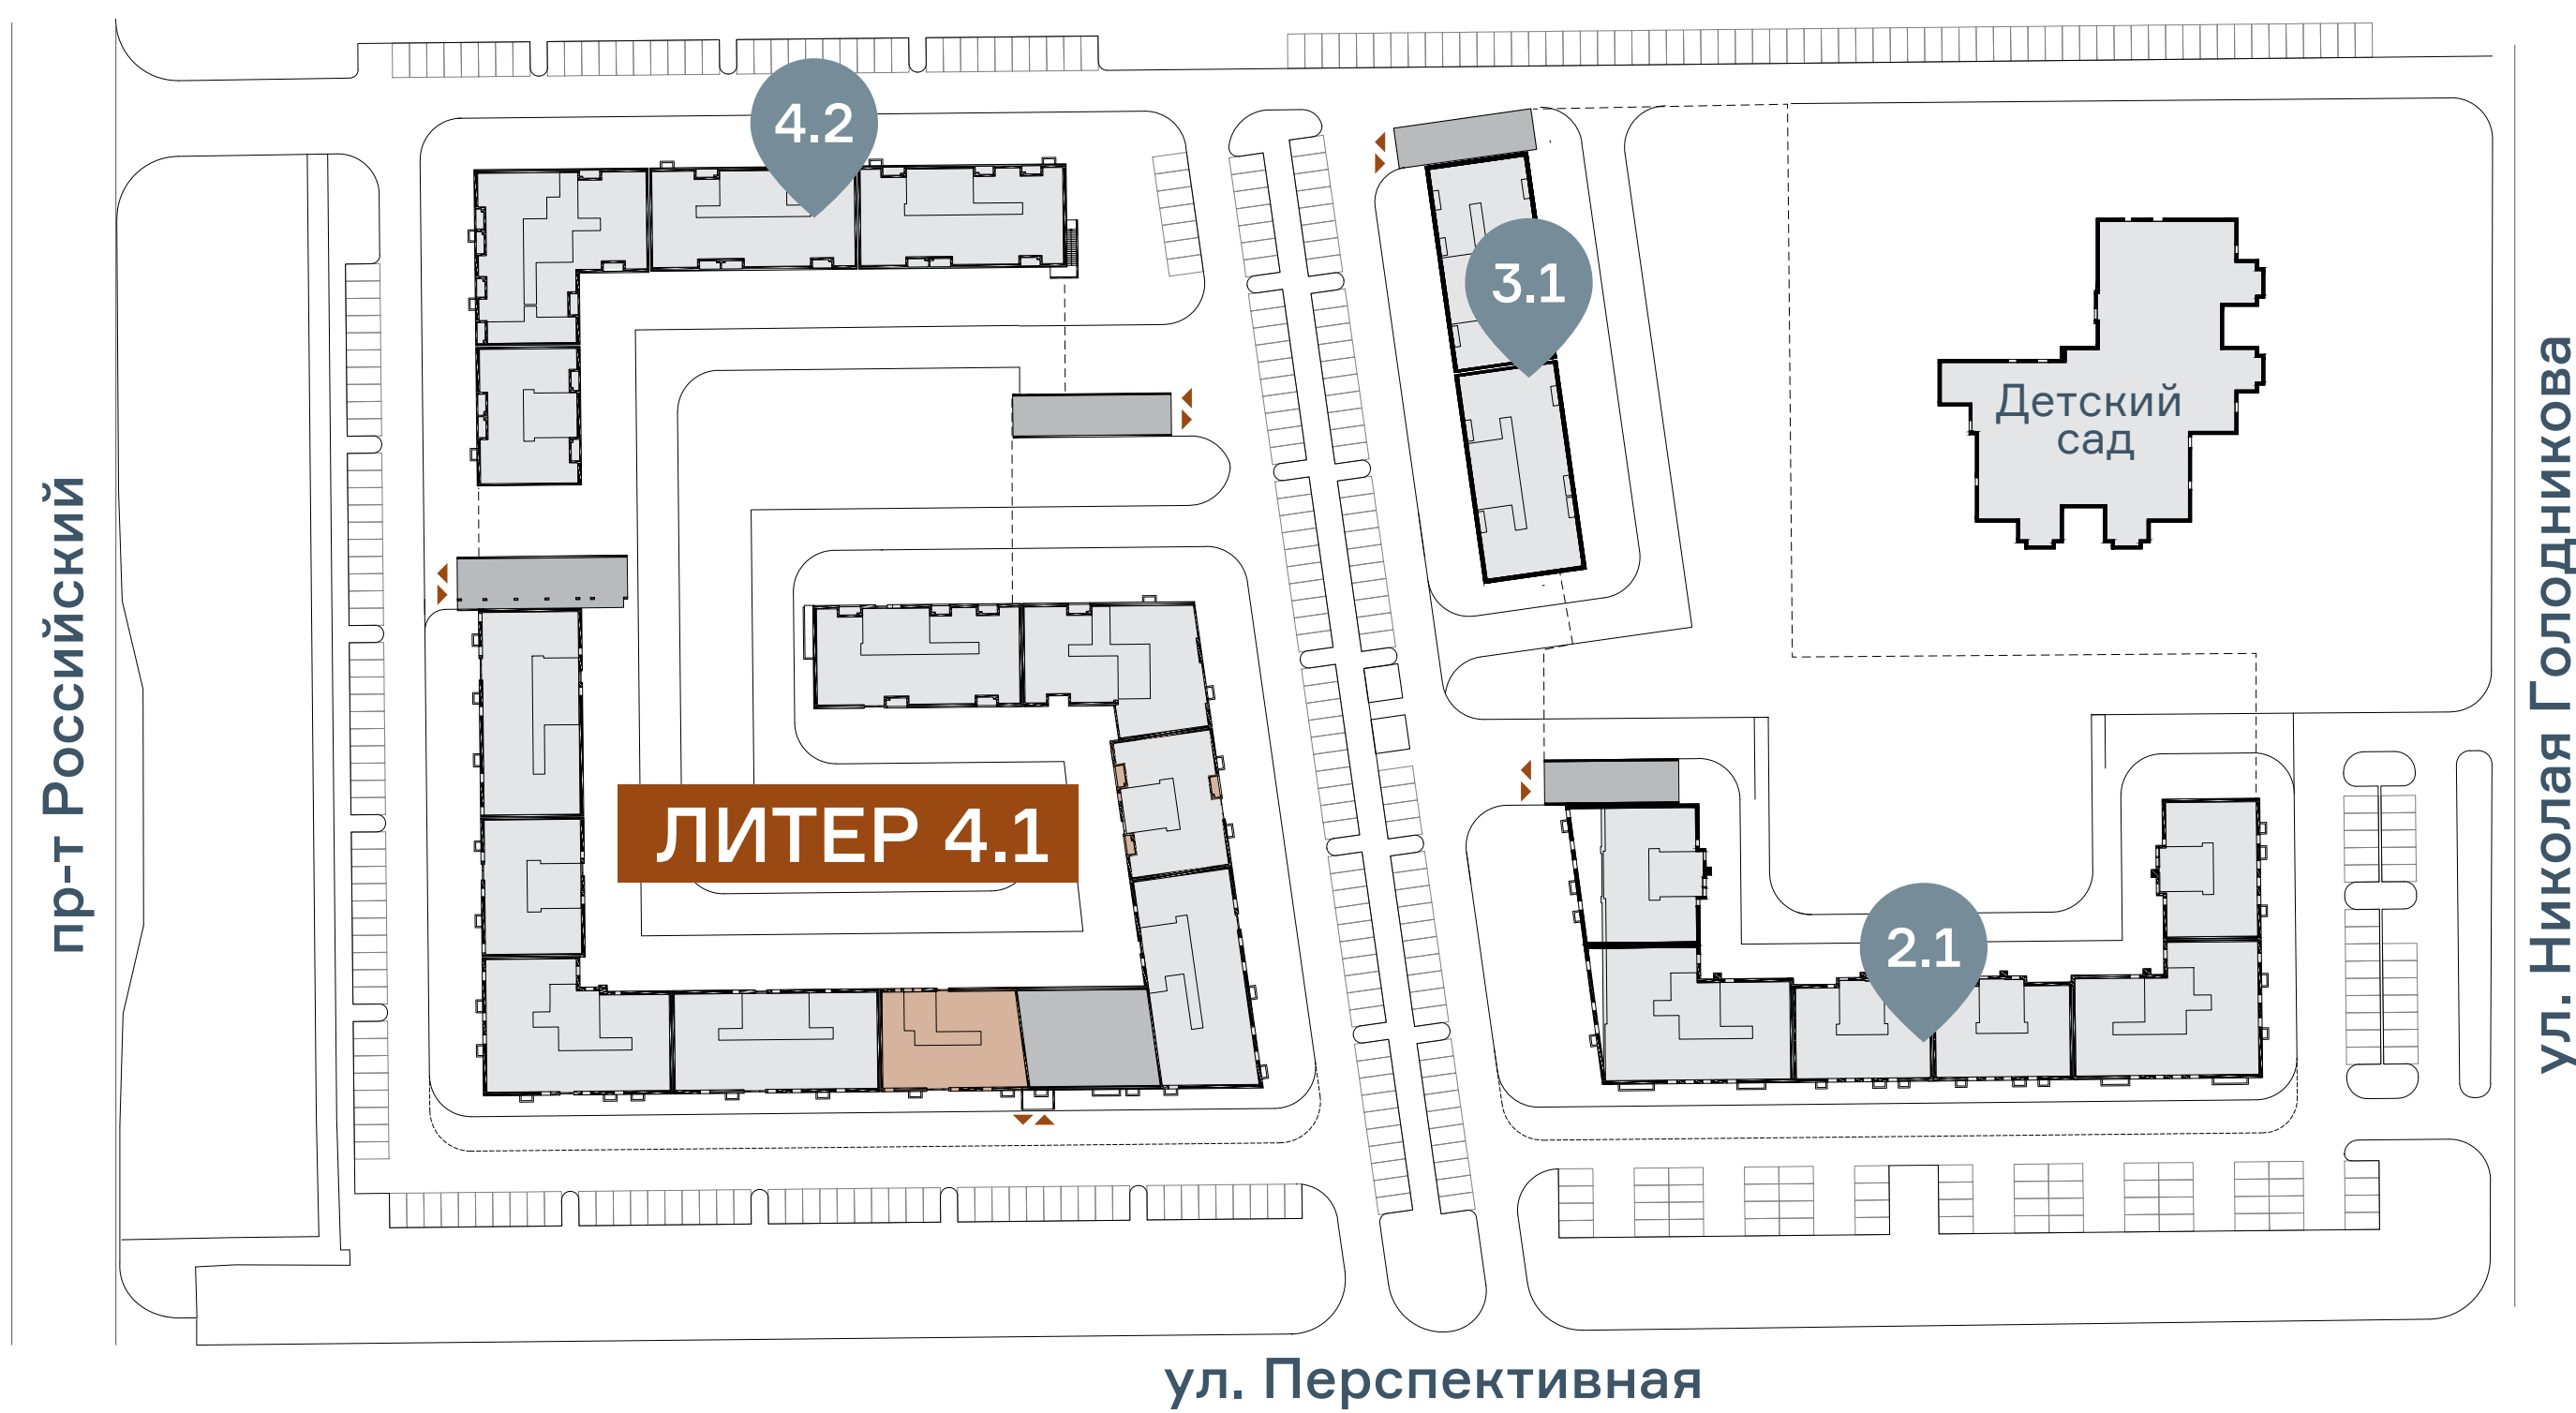 4.2
3.1
Детский
сад
пр-т Российский
ул. Николая Голодникова
ЛИТЕР 4.1
2.1
ул. Перспективная